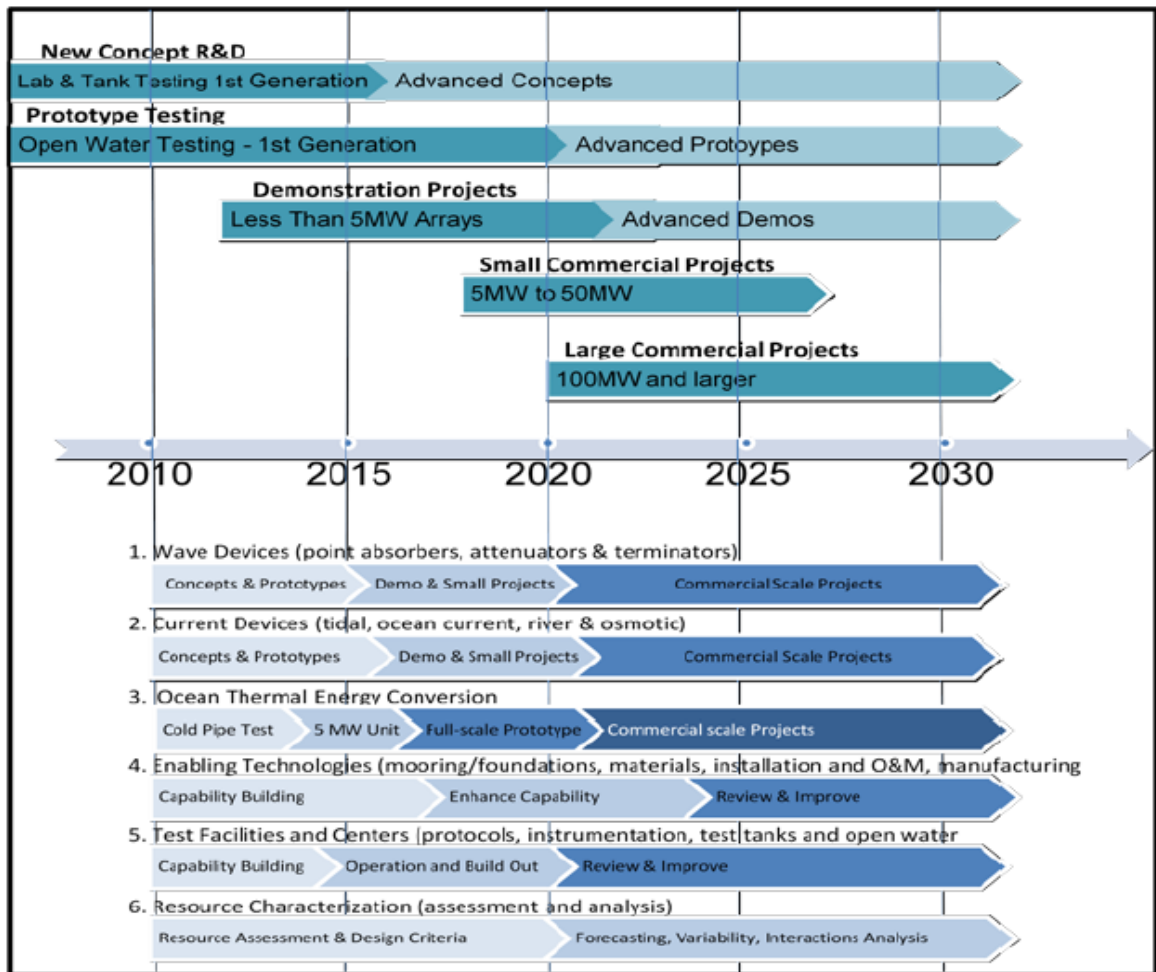 New Concept R&D
Lab & Tank Testing 1st Generation
Advanced Concepts
Prototype Testing
Open Water Testing - 1st Generation
Advanced Protoypes
Demonstration Projects
Less Than 5MW Arrays
Advanced Demos
Small Commercial Projects
5MW to 50MW
Large Commercial Projects
100MW and larger
2010 2015 2020 2025 2030
1. Wave Devices (point absorbers, attenuators & terminators)
Concepts & Prototypes
Demo & Small Projects
Commercial Scale Projects
2. Current Devices (tidal, ocean current, river & osmotic)
Concepts & Prototypes
Demo & Small Projects
Commercial Scale Projects
3. Ocean Thermal Energy Conversion
Cold Pipe Test
5 MW Unit
Full-scale Prototype
Commercial scale Projects
4. Enabling Technologies (mooring/foundations, materials, installation and O&M, manufacturing
Capability Building
Enhance Capability
Review & Improve
5. Test Facilities and Centers (protocols, instrumentation, test tanks and open water
Capability Building
Operation and Build Out
Review & Improve
6. Resource Characterization (assessment and analysis)
Resource Assessment & Design Criteria
Forecasting, Variability, Interactions Analysis